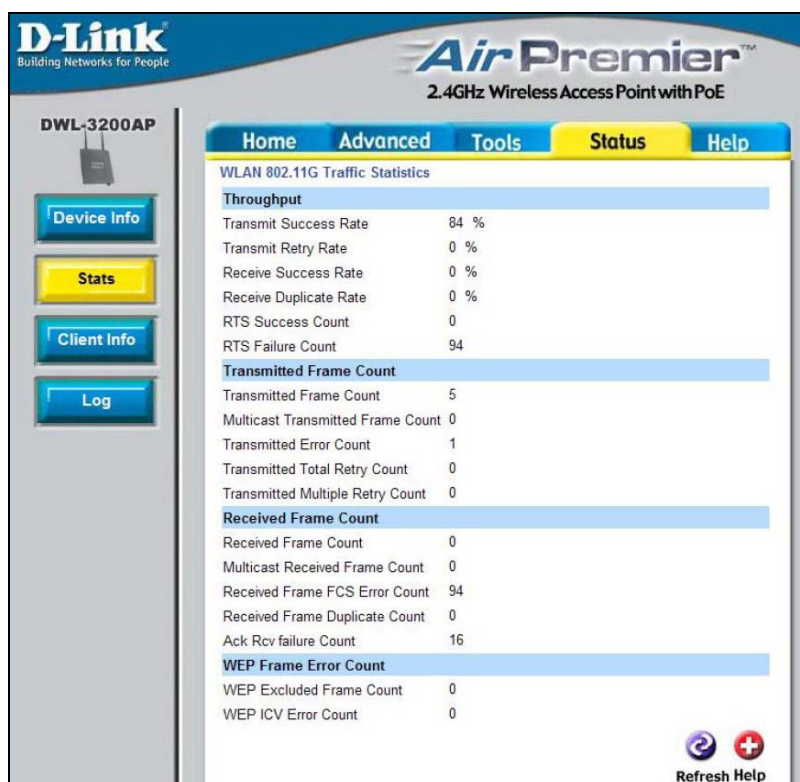 D-Link
Building Networks for People
Air Premier™
2.4GHz Wireless Access Point with PoE
DWL-3200AP
Home Advanced Tools Status Help
Device Info
Stats
Client Info
Log
WLAN 802.11G Traffic Statistics
Throughput
Transmit Success Rate 84 %
Transmit Retry Rate 0 %
Receive Success Rate 0 %
Receive Duplicate Rate 0 %
RTS Success Count 0
RTS Failure Count 94
Transmitted Frame Count
Transmitted Frame Count 5
Multicast Transmitted Frame Count 0
Transmitted Error Count 1
Transmitted Total Retry Count 0
Transmitted Multiple Retry Count 0
Received Frame Count
Received Frame Count 0
Multicast Received Frame Count 0
Received Frame FCS Error Count 94
Received Frame Duplicate Count 0
Ack Rcv failure Count 16
WEP Frame Error Count
WEP Excluded Frame Count 0
WEP ICV Error Count 0
Refresh Help